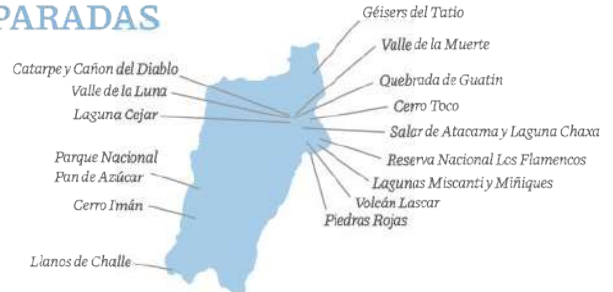 PARADAS
Géisers del Tatio
Valle de la Muerte
Catarpe y Cañon del Diablo
Quebrada de Guatin
Valle de la Luna
Cerro Toco
Laguna Cejar
Salar de Atacama y Laguna Chaxa
Reserva Nacional Los Flamencos
Parque Nacional
Pan de Azúcar
Lagunas Miscanti y Miñiques
Volcán Lascar
Cerro Imán
Piedras Rojas
Llanos de Challe